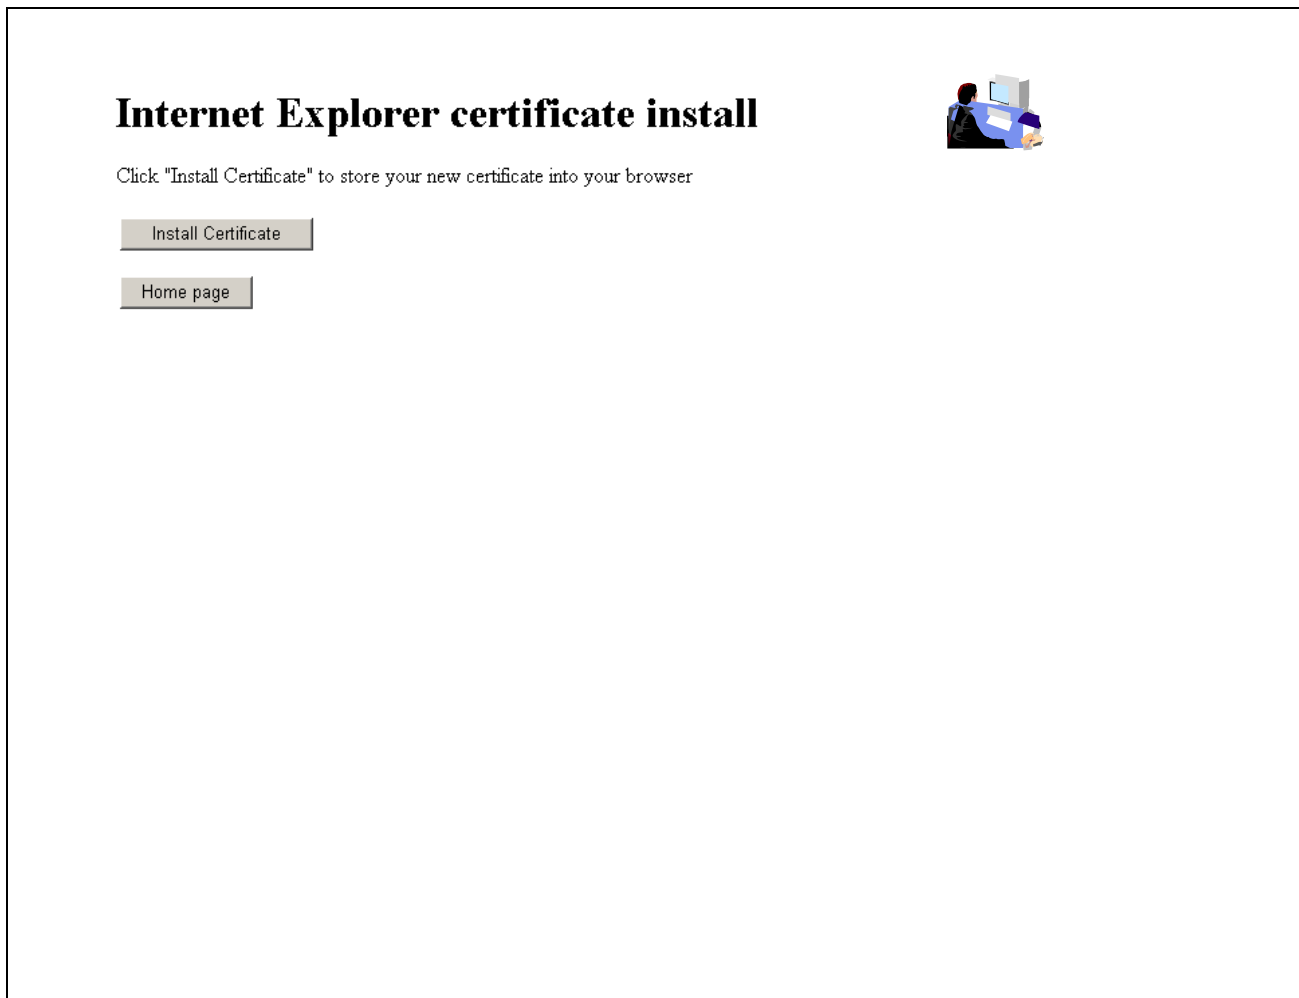 Internet Explorer certificate install
Click "Install Certificate" to store your new certificate into your browser
Install Certificate
Home page